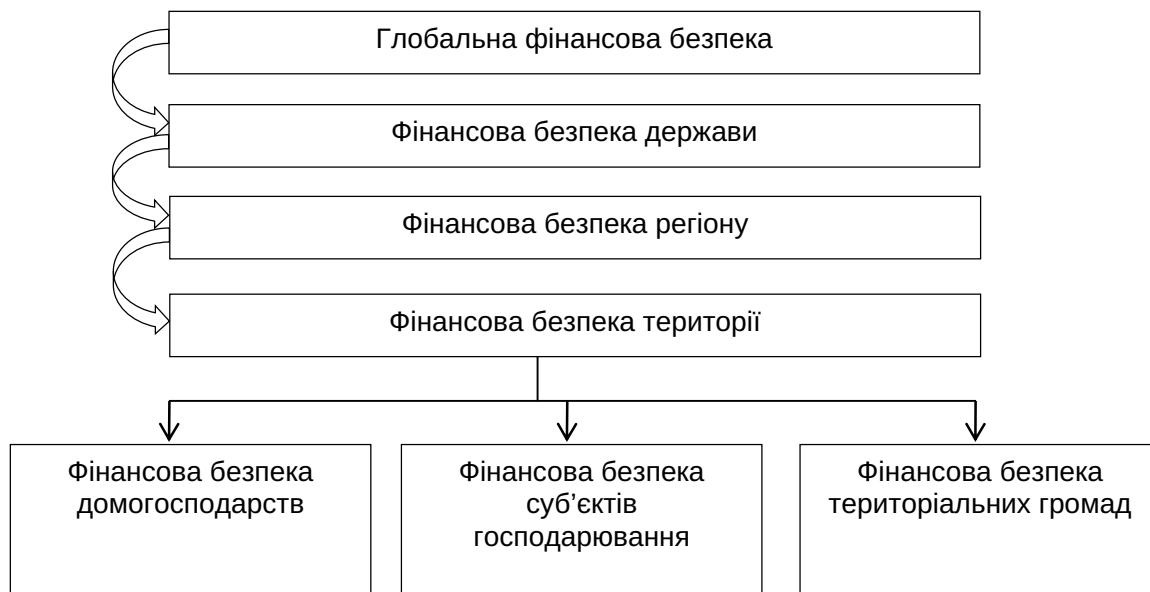 Глобальна фінансова безпека
Фінансова безпека держави
Фінансова безпека регіону
Фінансова безпека території
Фінансова безпека
домогосподарств
Фінансова безпека
суб’єктів
господарювання
Фінансова безпека
територіальних громад